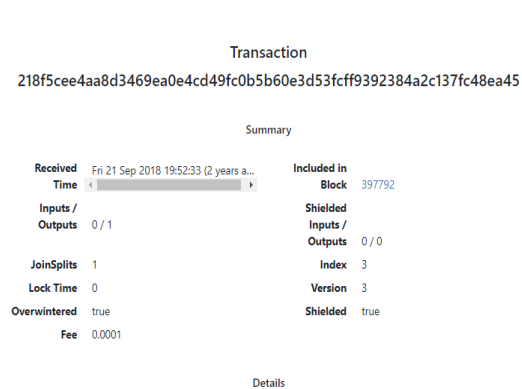 Transaction
218f5cee4aa8d3469ea0e4cd49fc0b5b60e3d53fcff9392384a2c137fc48ea45
Summary
Received Time Fri 21 Sep 2018 19:52:33 (2 years a...
Included in Block 397792
Inputs / Outputs 0 / 1
Shielded Inputs / Outputs 0 / 0
JoinSplits 1
Index 3
Lock Time 0
Version 3
Overwintered true
Shielded true
Fee 0.0001
Details